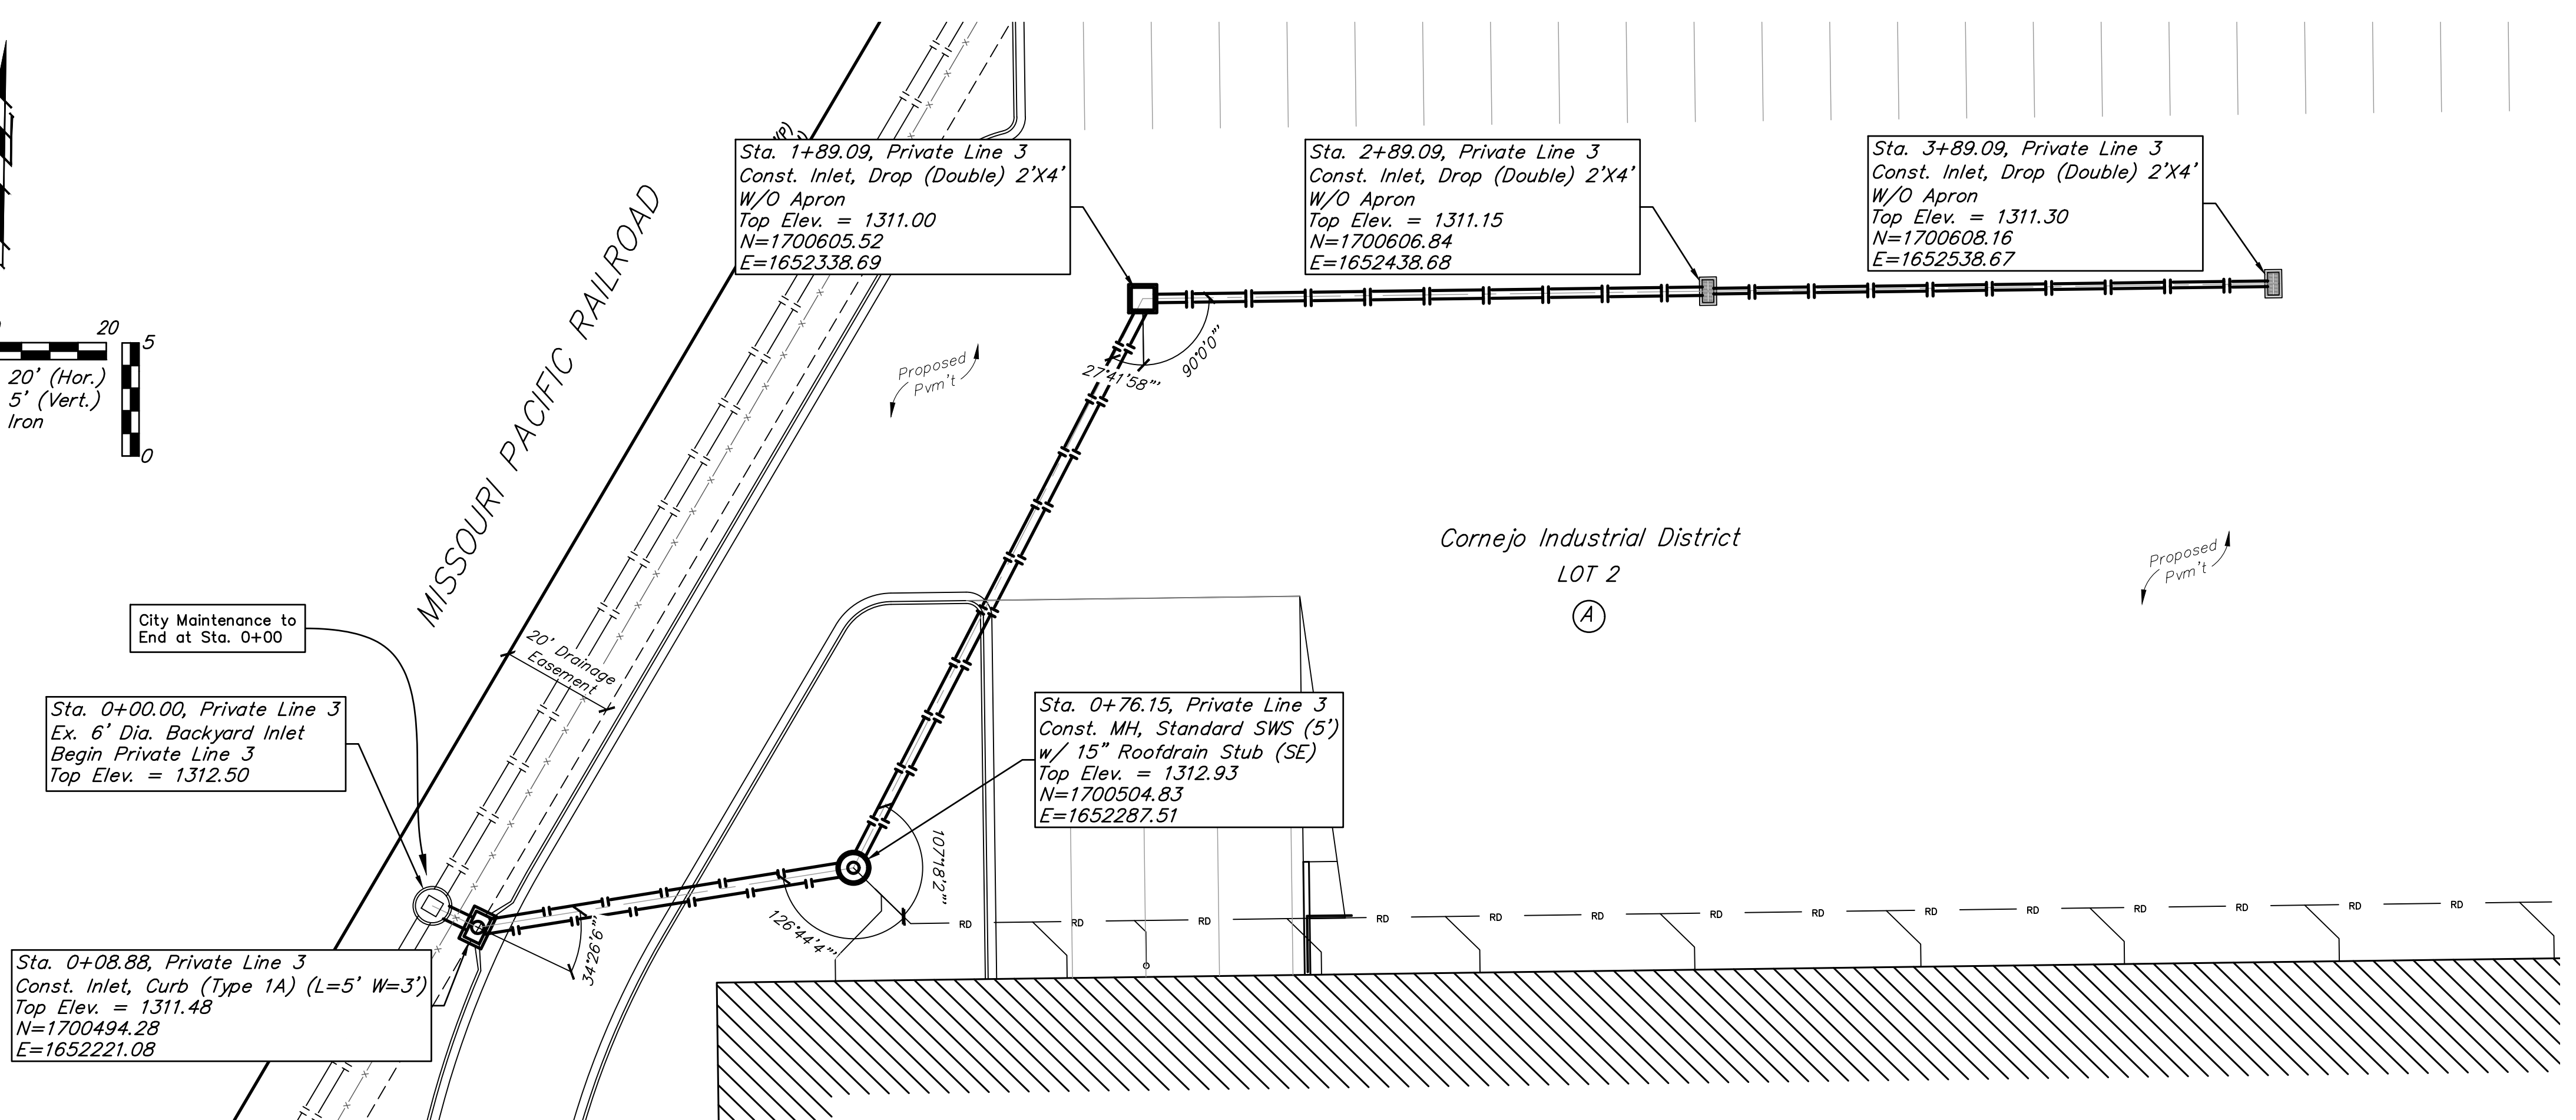 Sta. 1+89.09, Private Line 3
Const. Inlet, Drop (Double) 2'X4'
W/O Apron
Top Elev. = 1311.00
N=1700605.52
E=1652338.69
Sta. 2+89.09, Private Line 3
Const. Inlet, Drop (Double) 2'X4'
W/O Apron
Top Elev. = 1311.15
N=1700606.84
E=1652438.68
Sta. 3+89.09, Private Line 3
Const. Inlet, Drop (Double) 2'X4'
W/O Apron
Top Elev. = 1311.30
N=1700608.16
E=1652538.67
MISSOURI PACIFIC RAILROAD
20
5
0
20' (Hor.)
5' (Vert.)
Iron
Proposed
Pvm't
27°41'58"'
90°0'0"'
Cornejo Industrial District
LOT 2
A
Proposed
Pvm't
City Maintenance to
End at Sta. 0+00
20' Drainage
Easement
Sta. 0+00.00, Private Line 3
Ex. 6' Dia. Backyard Inlet
Begin Private Line 3
Top Elev. = 1312.50
Sta. 0+76.15, Private Line 3
Const. MH, Standard SWS (5')
w/ 15" Roofdrain Stub (SE)
Top Elev. = 1312.93
N=1700504.83
E=1652287.51
107°18'2"'
126°44'4"'
34°26'6"'
RD RD RD RD RD RD RD RD RD RD RD RD RD
Sta. 0+08.88, Private Line 3
Const. Inlet, Curb (Type 1A) (L=5' W=3')
Top Elev. = 1311.48
N=1700494.28
E=1652221.08